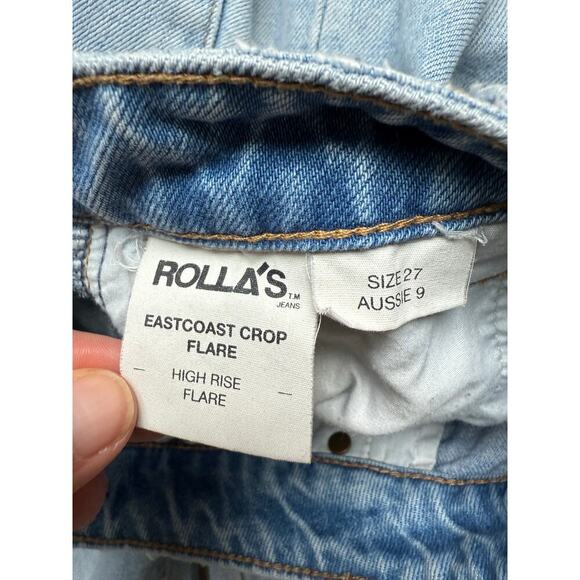 ROLLA'S TM
JEANS
EASTCOAST CROP
FLARE
HIGH RISE
FLARE
SIZE 27
AUSSIE 9